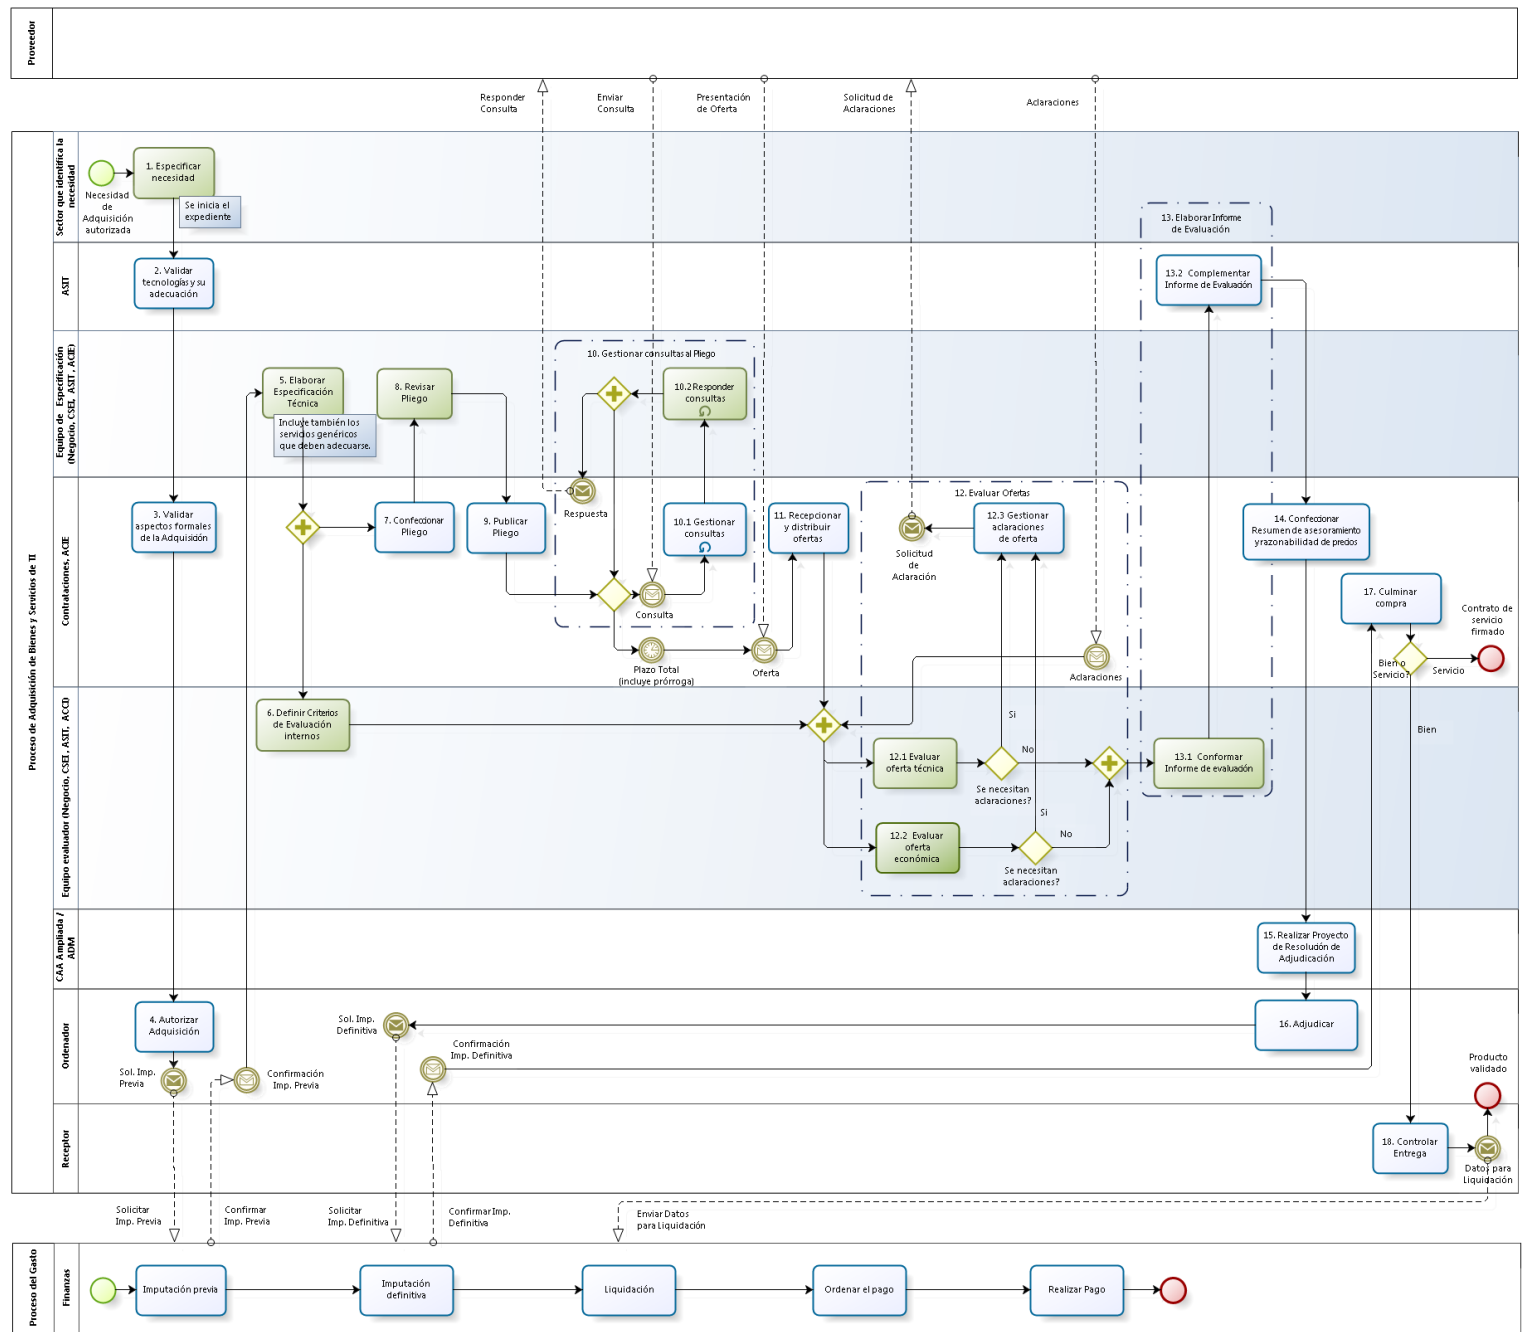 Proveedor
Responder
Consulta
Enviar
Consulta
Presentación
de Oferta
Solicitud de
Aclaraciones
Aclaraciones
Proceso de Adquisición de Bienes y Servicios de TI
Sector que identifica la
necesidad
Necesidad
de
Adquisición
autorizada
1. Especificar
necesidad
Se inicia el
expediente
13. Elaborar Informe
de Evaluación
ASIT
2. Validar
tecnologías y su
adecuación
13.2 Complementar
Informe de Evaluación
Equipo de Especificación
(Negocio, CSEI, ASIT, ACIE)
5. Elaborar
Especificación
Técnica
Incluye también los
servicios genéricos
que deben adecuarse.
8. Revisar
Pliego
10. Gestionar consultas al Pliego
10.2 Responder
consultas
Contrataciones, ACIE
3. Validar
aspectos formales
de la Adquisición
7. Confeccionar
Pliego
9. Publicar
Pliego
Respuesta
10.1 Gestionar
consultas
Consulta
Plazo Total
(incluye prórroga)
Oferta
11. Recepcionar
y distribuir
ofertas
12. Evaluar Ofertas
Solicitud
de
Aclaración
12.3 Gestionar
aclaraciones
de oferta
Aclaraciones
14. Confeccionar
Resumen de asesoramiento
y razonabilidad de precios
17. Culminar
compra
Bien o
Servicio?
Servicio
Contrato de
servicio
firmado
Bien
Equipo evaluador (Negocio, CSEI, ASIT, ACCI)
6. Definir Criterios
de Evaluación
internos
12.1 Evaluar
oferta técnica
Si
No
Se necesitan
aclaraciones?
12.2 Evaluar
oferta
económica
Si
No
Se necesitan
aclaraciones?
13.1 Conformar
Informe de evaluación
CAA Ampliada /
ADM
15. Realizar Proyecto
de Resolución de
Adjudicación
Ordenador
4. Autorizar
Adquisición
Sol. Imp.
Previa
Confirmación
Imp. Previa
Sol. Imp.
Definitiva
Confirmación
Imp. Definitiva
16. Adjudicar
Producto
validado
Receptor
18. Controlar
Entrega
Datos para
Liquidación
Solicitar
Imp. Previa
Confirmar
Imp. Previa
Solicitar
Imp. Definitiva
Confirmar Imp.
Definitiva
Enviar Datos
para Liquidación
Proceso del Gasto
Finanzas
Imputación previa
Imputación
definitiva
Liquidación
Ordenar el pago
Realizar Pago